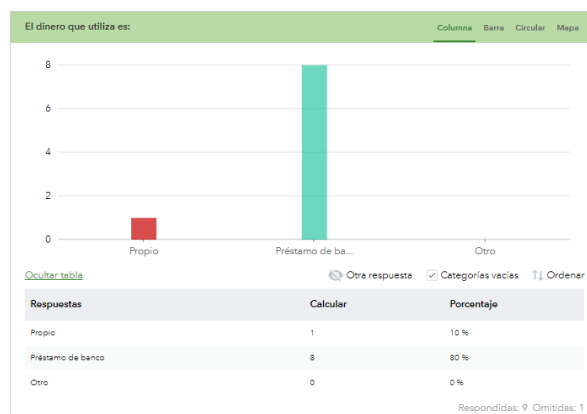 El dinero que utiliza es:
Columna Barra Circular Mapa
8
6
4
2
0
Propio Préstamo de ba... Otro
Ocultar tabla Otra respuesta Categorías vacías Ordenar
Respuestas Calcular Porcentaje
Propio 1 10 %
Préstamo de banco 8 80 %
Otro 0 0 %
Respondidas: 9 Omitidas: 1